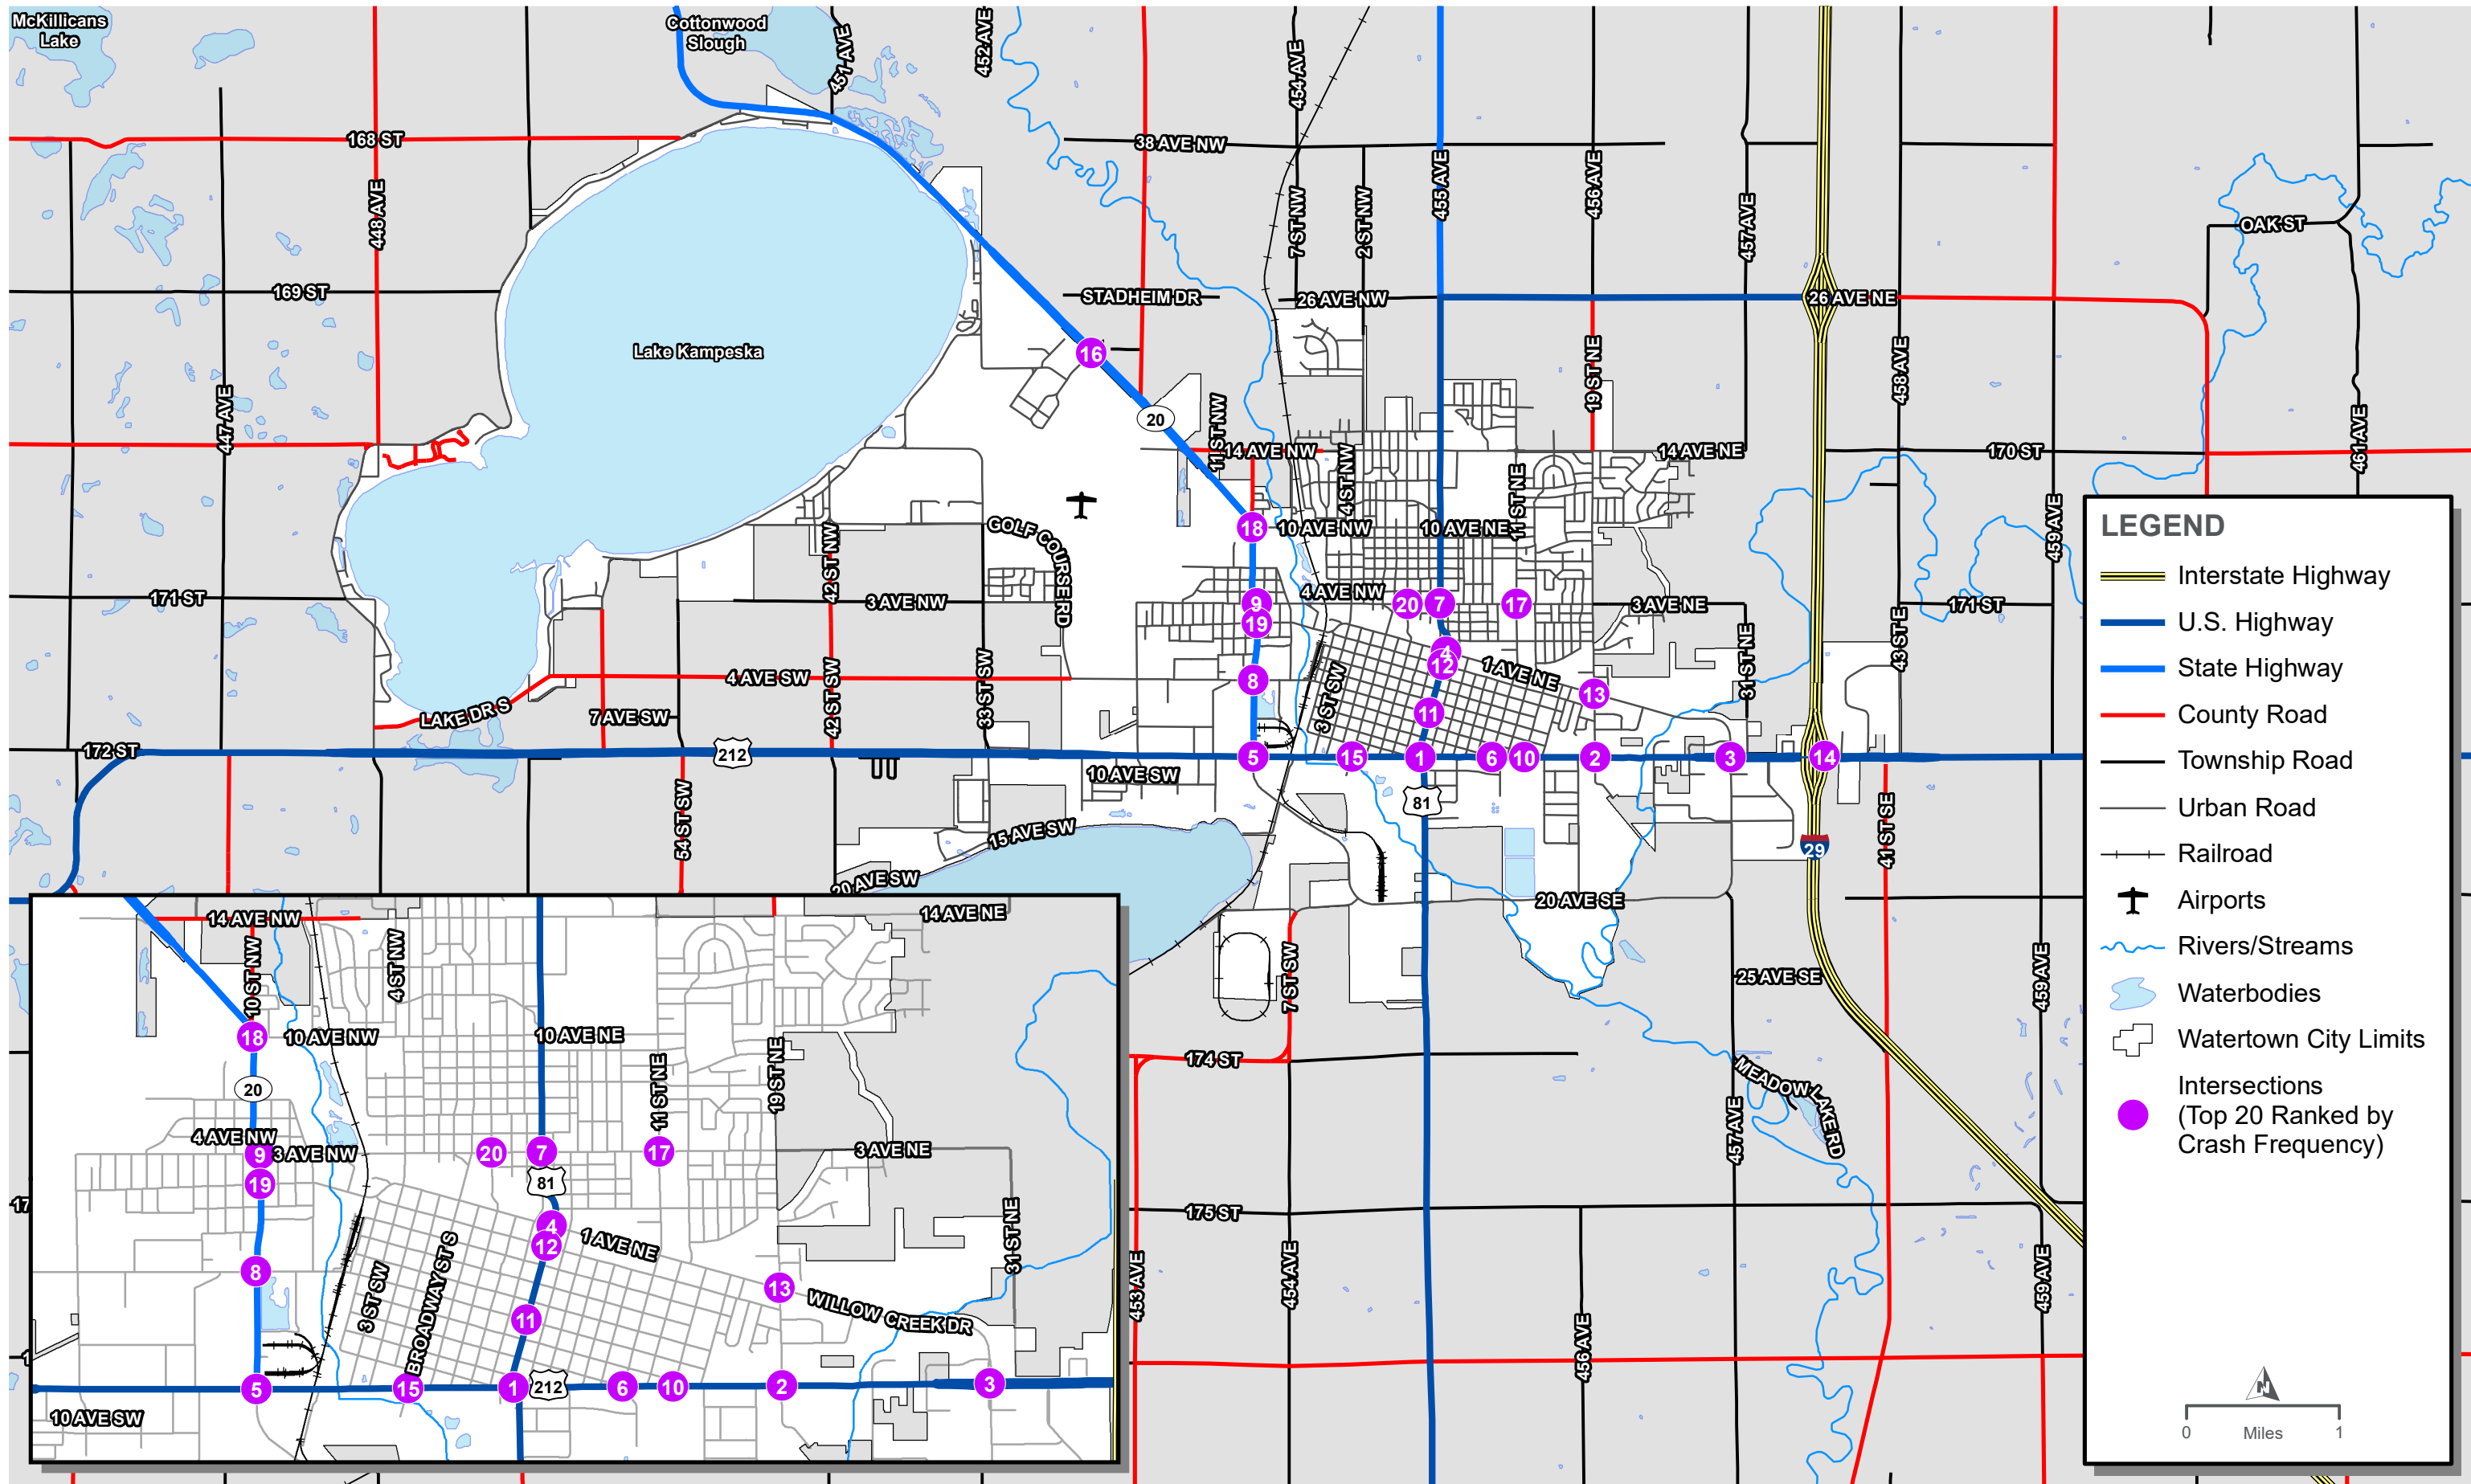 McKillicans
Lake
Cottonwood
Slough
451 AVE
452 AVE
454 AVE
168 ST
38 AVE NW
448 AVE
7 ST NW
2 ST NW
455 AVE
456 AVE
457 AVE
OAK ST
169 ST
STADHEIM DR
26 AVE NW
26 AVE NE
Lake Kampeska
16
19 ST NE
458 AVE
447 AVE
20
11 ST NW
14 AVE NW
4 ST NW
11 ST NE
14 AVE NE
170 ST
461 AVE
GOLF COURSE RD
18
10 AVE NW
10 AVE NE
459 AVE
42 ST NW
171 ST
3 AVE NW
9
4 AVE NW
20
7
17
3 AVE NE
171 ST
19
4
12
1 AVE NE
43 ST E
4 AVE SW
42 ST SW
33 ST SW
8
3 ST SW
13
31 ST NE
LAKE DR S
7 AVE SW
11
172 ST
212
5
15
1
6
10
2
3
14
10 AVE SW
81
54 ST SW
15 AVE SW
29
41 ST SE
20 AVE SW
20 AVE SE
7 ST SW
25 AVE SE
459 AVE
174 ST
MEADOW LAKE RD
457 AVE
175 ST
453 AVE
454 AVE
456 AVE
459 AVE
14 AVE NW
14 AVE NE
10 ST NW
4 ST NW
18
10 AVE NW
10 AVE NE
20
11 ST NE
19 ST NE
4 AVE NW
9
3 AVE NW
20
7
17
3 AVE NE
19
81
4
12
1 AVE NE
31 ST NE
8
3 ST SW
BROADWAY ST S
13
WILLOW CREEK DR
11
5
15
1
212
6
10
2
3
10 AVE SW
LEGEND
Interstate Highway
U.S. Highway
State Highway
County Road
Township Road
Urban Road
Railroad
Airports
Rivers/Streams
Waterbodies
Watertown City Limits
Intersections
(Top 20 Ranked by
Crash Frequency)
N
0 Miles 1